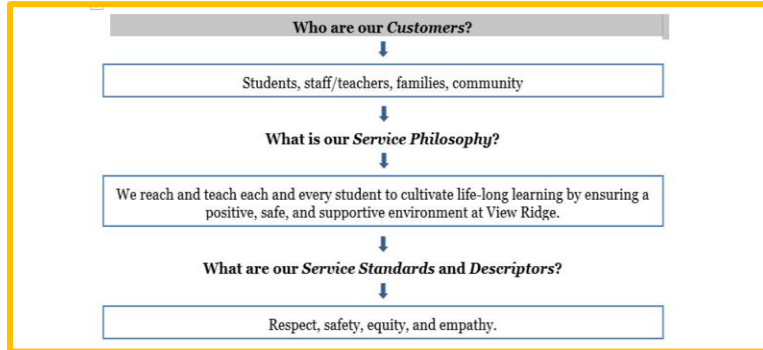 Who are our Customers?
Students, staff/teachers, families, community
What is our Service Philosophy?
We reach and teach each and every student to cultivate life-long learning by ensuring a
positive, safe, and supportive environment at View Ridge.
What are our Service Standards and Descriptors?
Respect, safety, equity, and empathy.